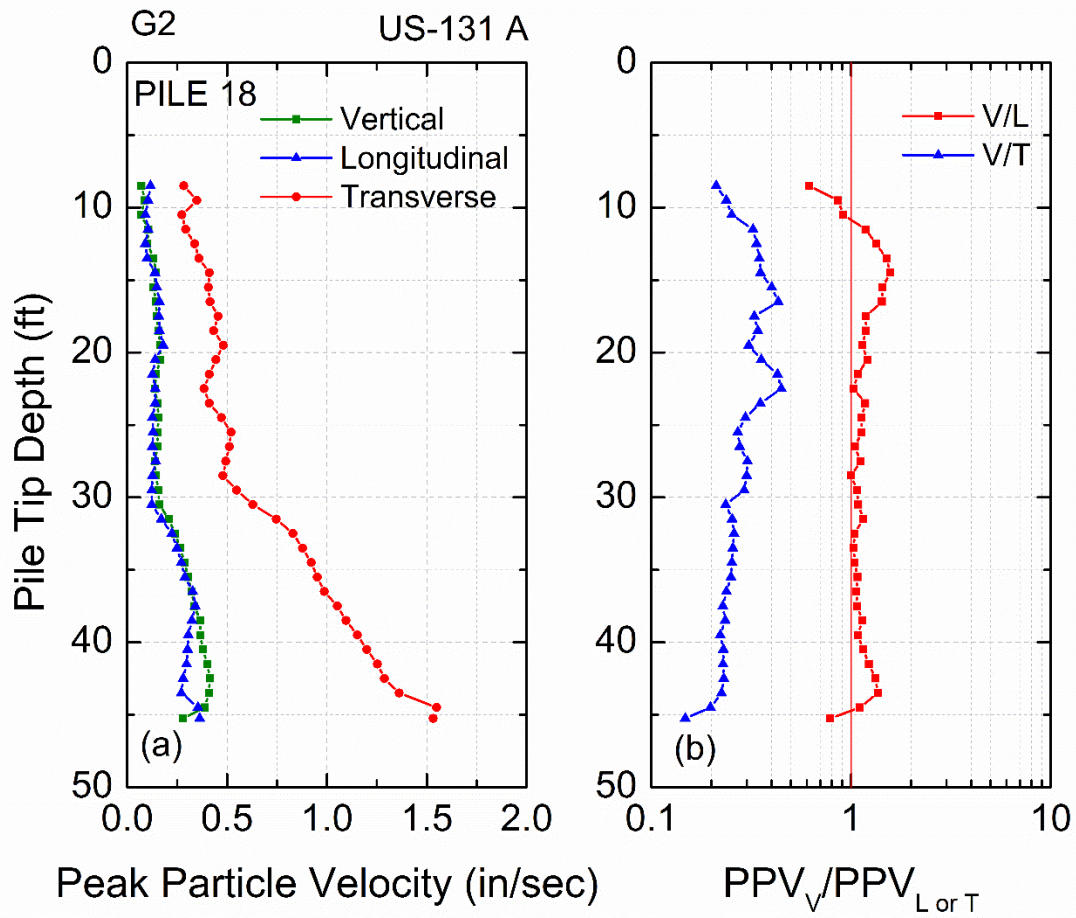 G2 US-131 A
PILE 18
Vertical
Longitudinal
Transverse
(a)
0
10
20
30
40
50
Pile Tip Depth (ft)
0.0 0.5 1.0 1.5 2.0
Peak Particle Velocity (in/sec)
V/L
V/T
(b)
0
10
20
30
40
50
0.1 1 10
PPV_V/PPV_L or T